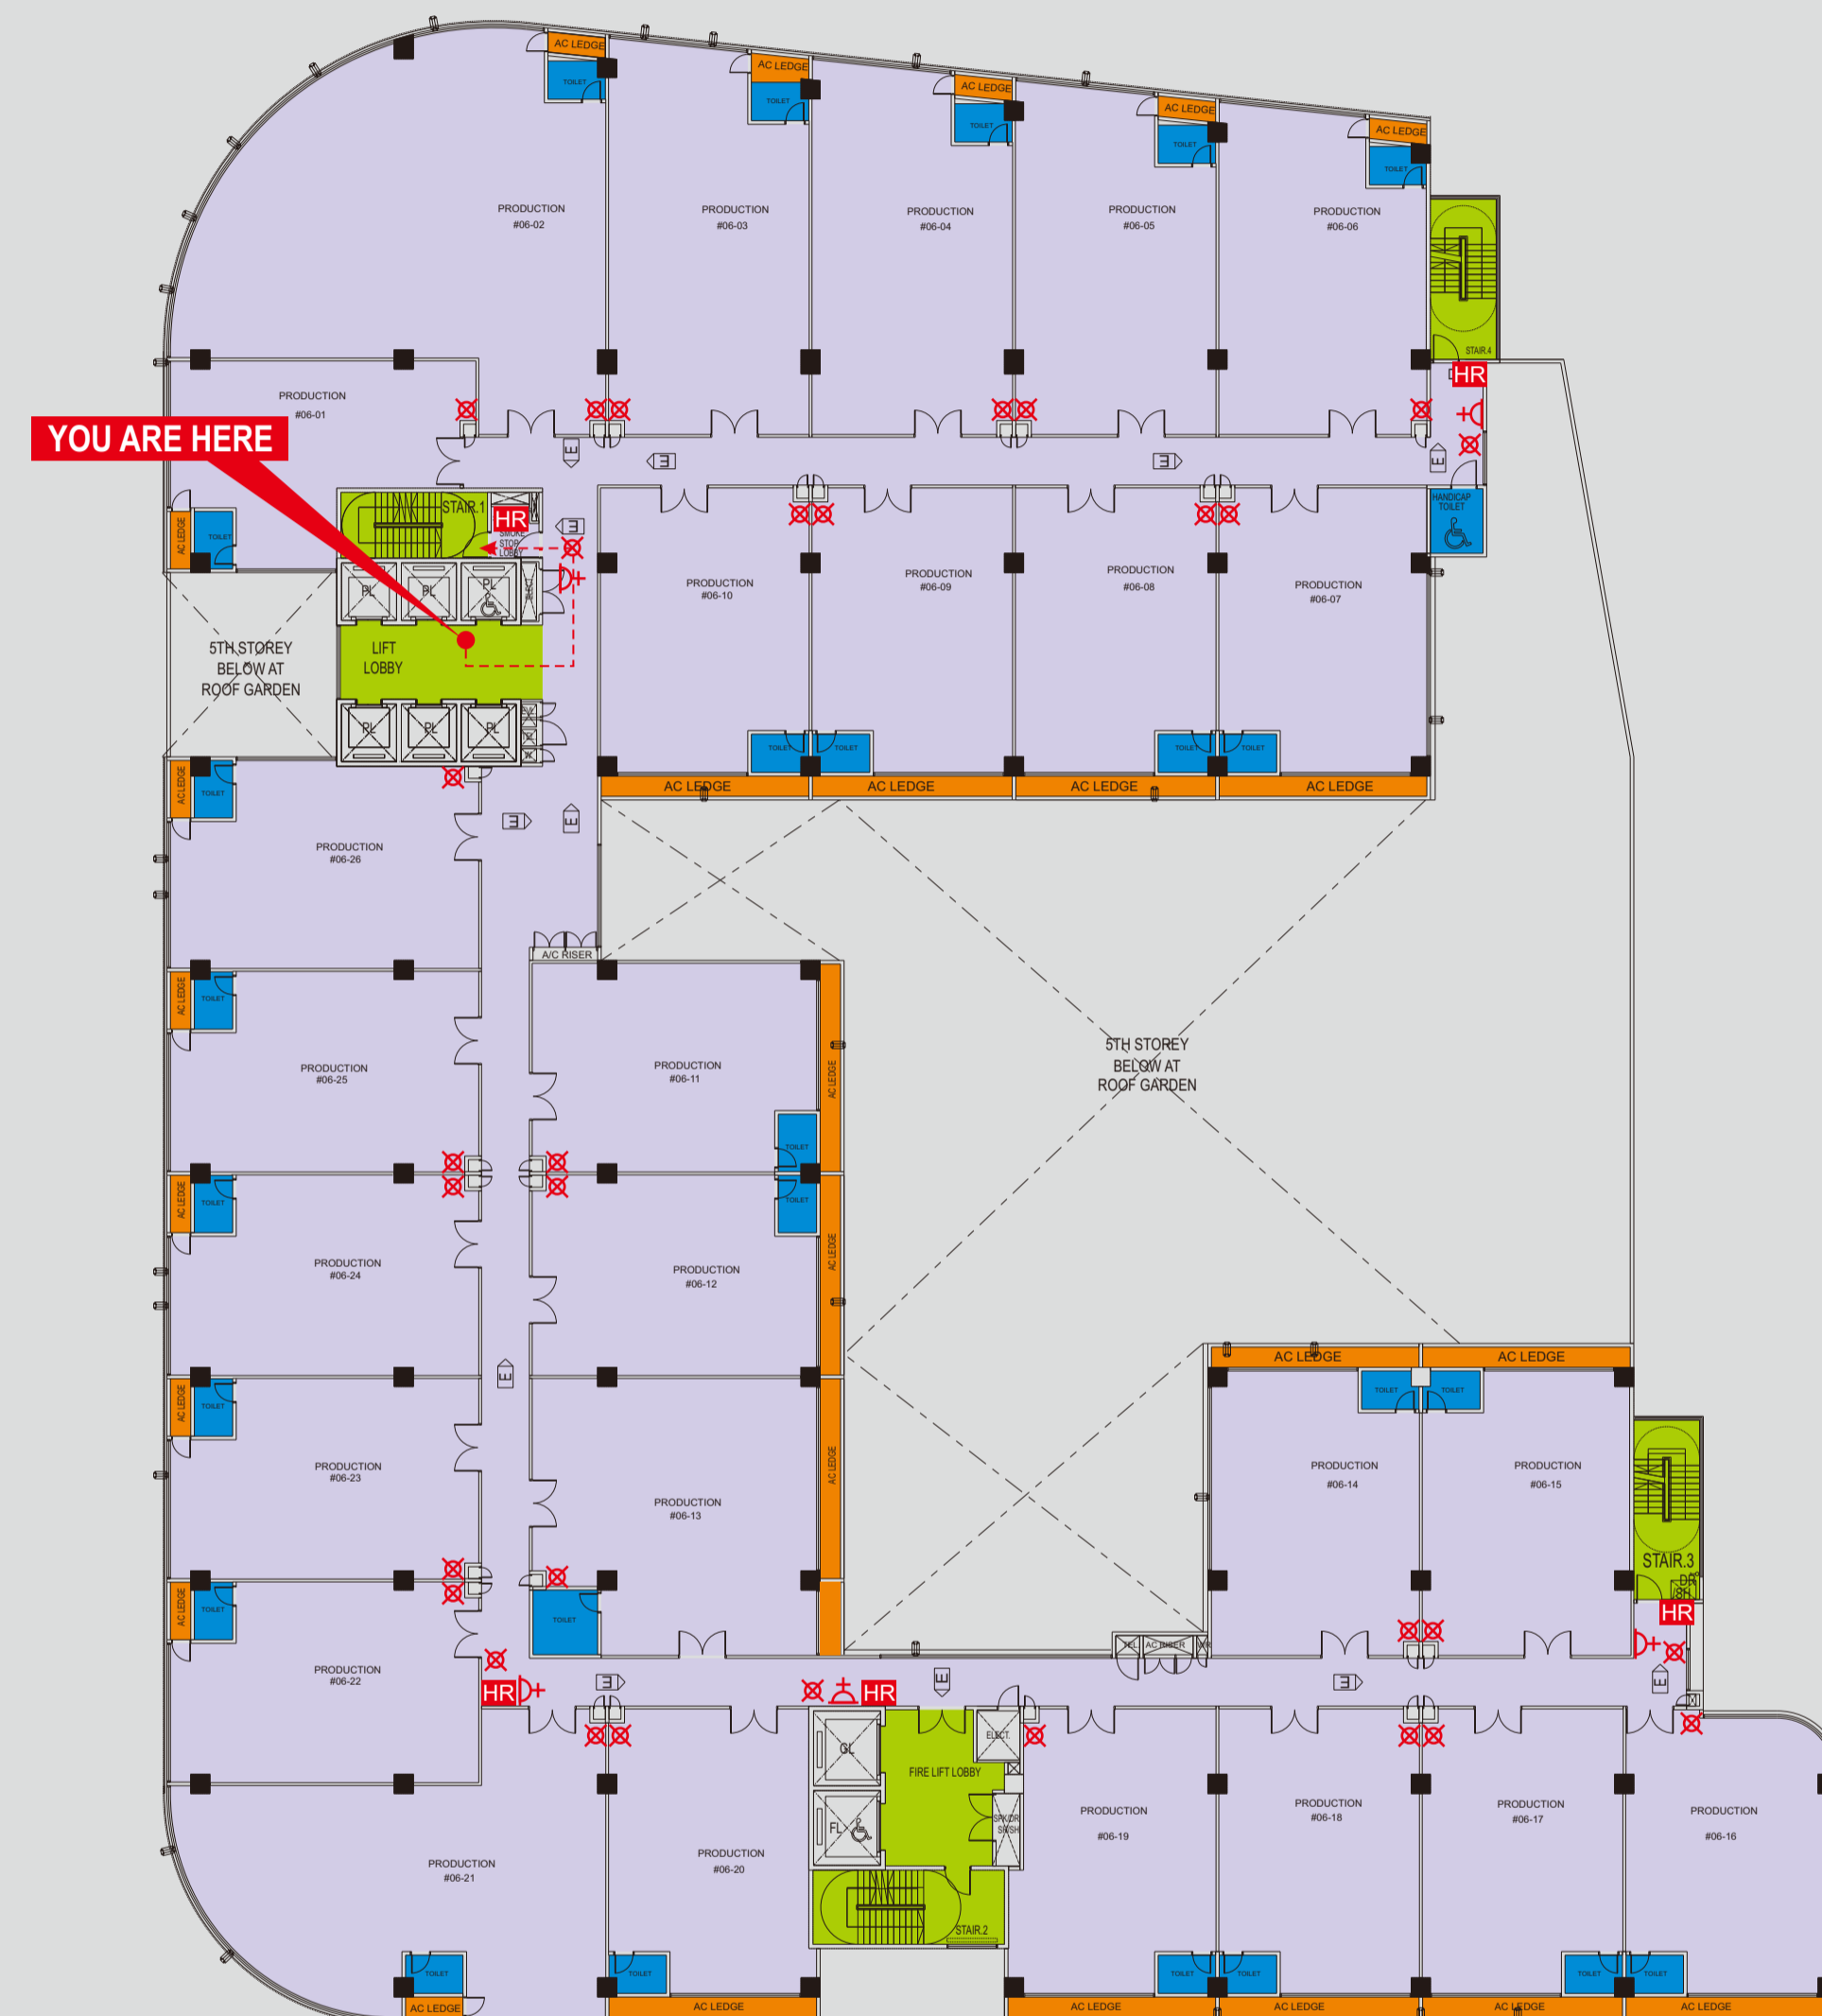 AC LEDGE
TOILET
AC LEDGE
TOILET
AC LEDGE
TOILET
AC LEDGE
TOILET
AC LEDGE
TOILET
PRODUCTION
#06-02
PRODUCTION
#06-03
PRODUCTION
#06-04
PRODUCTION
#06-05
PRODUCTION
#06-06
STAIR.4
HR
PRODUCTION
#06-01
YOU ARE HERE
E
E
E
E
AC LEDGE
TOILET
STAIR.1
HR
SMOKE
STOP
LOBBY
E
HANDICAP
TOILET
PL
PL
PL
ELECT.
PRODUCTION
#06-10
PRODUCTION
#06-09
PRODUCTION
#06-08
PRODUCTION
#06-07
5TH STOREY
BELOW AT
ROOF GARDEN
LIFT
LOBBY
PL
PL
PL
TOILET
TOILET
TOILET
TOILET
AC LEDGE
AC LEDGE
AC LEDGE
AC LEDGE
AC LEDGE
TOILET
E
E
PRODUCTION
#06-26
A/C RISER
AC LEDGE
TOILET
PRODUCTION
#06-25
PRODUCTION
#06-11
AC LEDGE
TOILET
5TH STOREY
BELOW AT
ROOF GARDEN
AC LEDGE
TOILET
TOILET
PRODUCTION
#06-24
PRODUCTION
#06-12
AC LEDGE
E
AC LEDGE
TOILET
PRODUCTION
#06-23
PRODUCTION
#06-13
AC LEDGE
AC LEDGE
AC LEDGE
TOILET
TOILET
PRODUCTION
#06-14
PRODUCTION
#06-15
STAIR.3
HR
AC LEDGE
TOILET
TOILET
PRODUCTION
#06-22
TEL
AC RISER
HR
E
HR
E
E
E
GL
FL
FIRE LIFT LOBBY
ELECT.
PRODUCTION
#06-19
PRODUCTION
#06-18
PRODUCTION
#06-17
PRODUCTION
#06-16
PRODUCTION
#06-21
PRODUCTION
#06-20
STAIR.2
TOILET
TOILET
TOILET
TOILET
TOILET
TOILET
AC LEDGE
AC LEDGE
AC LEDGE
AC LEDGE
AC LEDGE
AC LEDGE